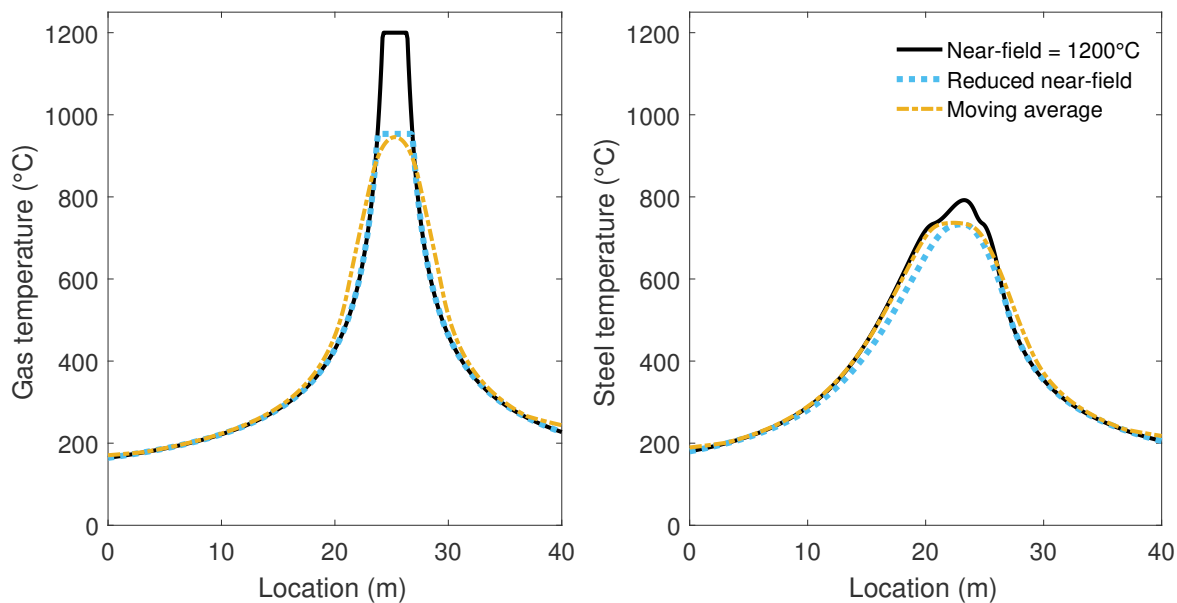 Gas temperature (°C)
1200
1000
800
600
400
200
0
0 10 20 30 40
Location (m)
Steel temperature (°C)
1200
1000
800
600
400
200
0
0 10 20 30 40
Location (m)
Near-field = 1200°C
Reduced near-field
Moving average